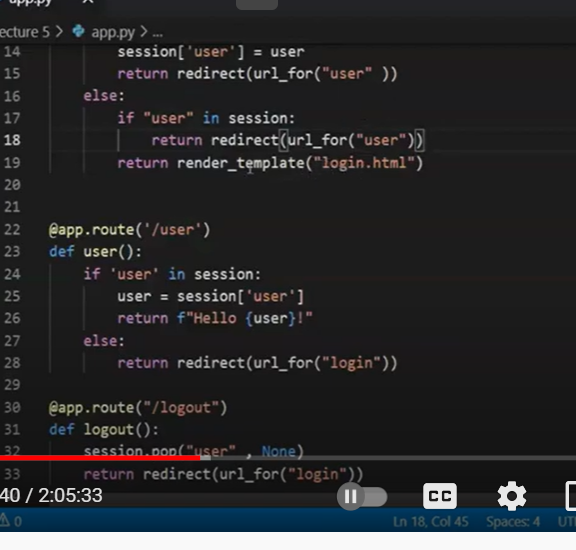 app.py
ecture 5 > app.py > ...
14 session['user'] = user
15 return redirect(url_for("user" ))
16 else:
17 if "user" in session:
18 return redirect(url_for("user"))
19 return render_template("login.html")
20
21
22 @app.route('/user')
23 def user():
24 if 'user' in session:
25 user = session['user']
26 return f"Hello {user}!"
27 else:
28 return redirect(url_for("login"))
29
30 @app.route("/logout")
31 def logout():
32 session.pop("user" , None)
33 return redirect(url_for("login"))
40 / 2:05:33 CC
0 Ln 18, Col 45 Spaces: 4 UT